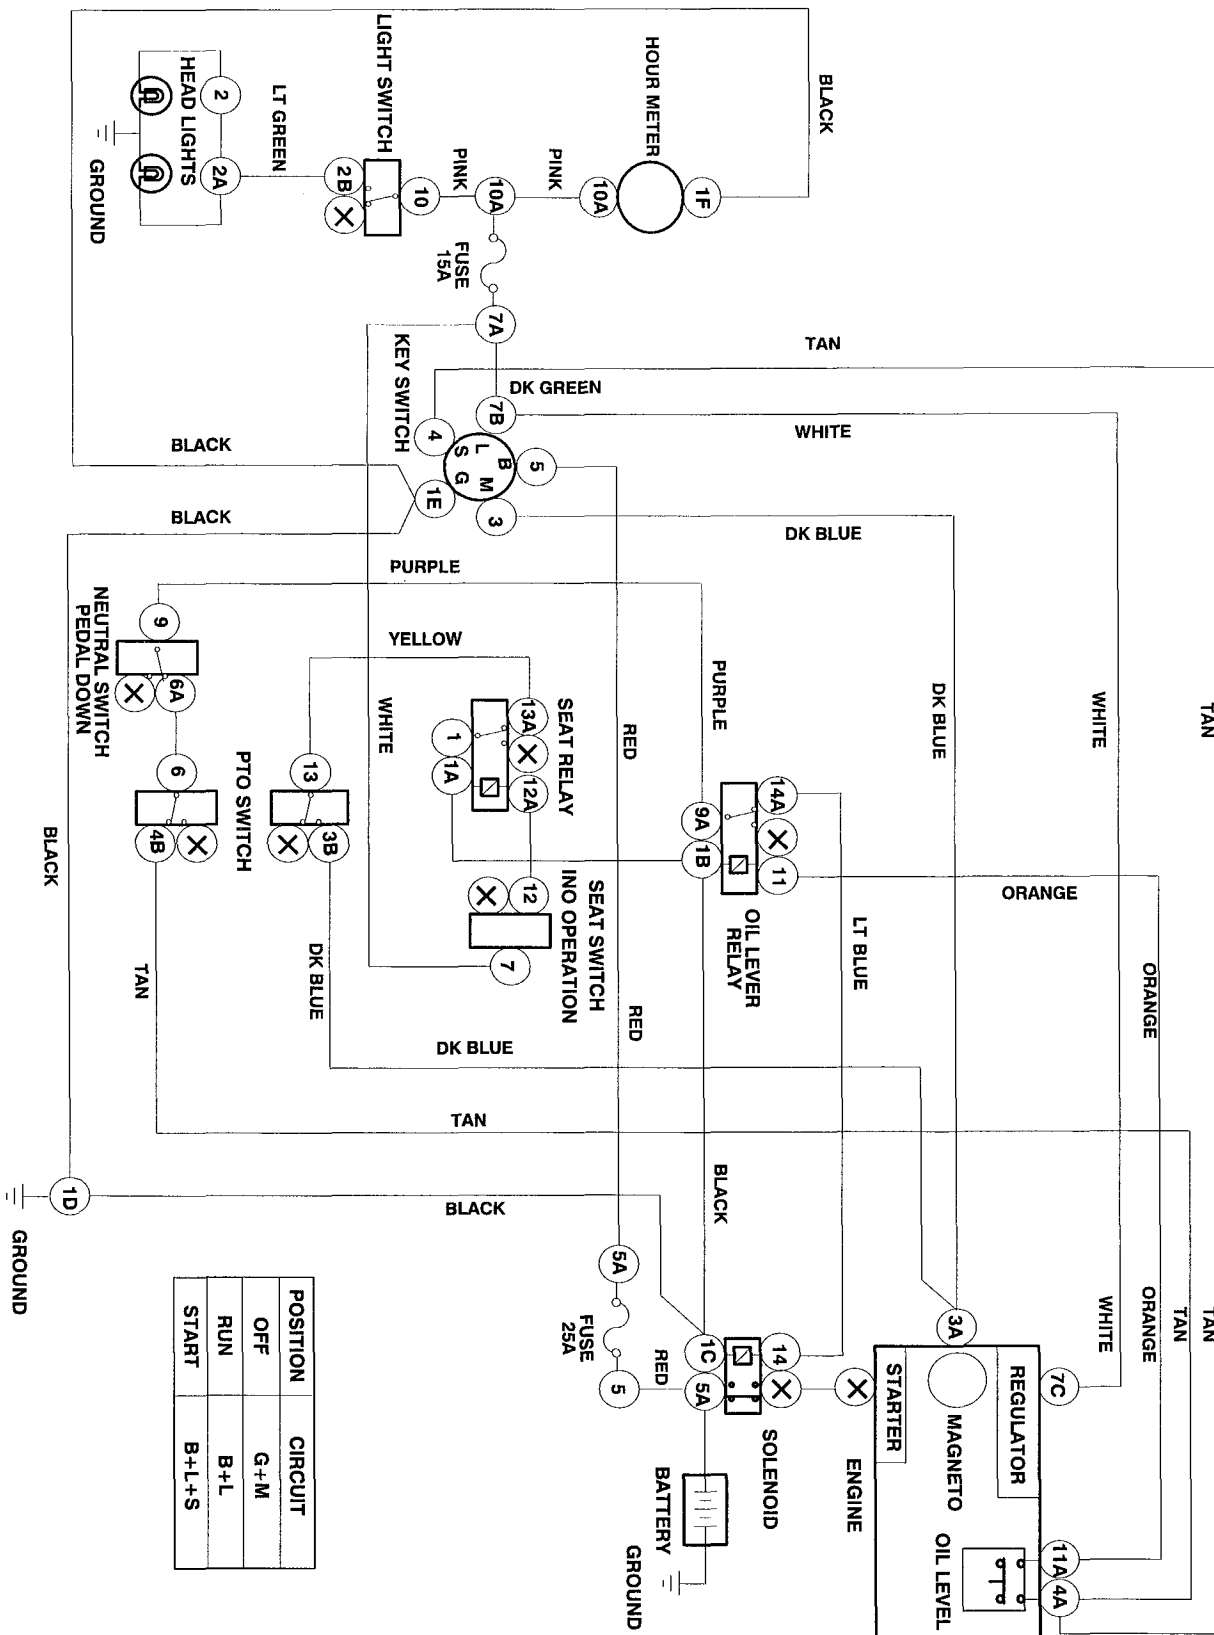 BLACK
HOUR METER
1F
10A
PINK
10A
PINK
10
LIGHT SWITCH
2B
X
LT GREEN
2
2A
HEAD LIGHTS
GROUND
FUSE
15A
7A
TAN
KEY SWITCH
DK GREEN
7B
WHITE
4
L
B
S
M
G
5
1E
3
BLACK
BLACK
DK BLUE
PURPLE
9
NEUTRAL SWITCH
PEDAL DOWN
X
6A
YELLOW
WHITE
SEAT RELAY
13A
X
1
1A
12A
PURPLE
RED
DK BLUE
WHITE
TAN
6
PTO SWITCH
4B
X
13
X
3B
14A
9A
X
1B
11
OIL LEVER
RELAY
ORANGE
LT BLUE
ORANGE
SEAT SWITCH
INO OPERATION
X
12
7
BLACK
TAN
DK BLUE
RED
DK BLUE
TAN
BLACK
1D
GROUND
BLACK
5A
FUSE
25A
5
RED
1C
14
5A
X
X
SOLENOID
BATTERY
GROUND
3A
WHITE
ORANGE
TAN
TAN
7C
STARTER
REGULATOR
MAGNETO
ENGINE
OIL LEVEL
11A
4A
POSITION CIRCUIT
OFF G+M
RUN B+L
START B+L+S